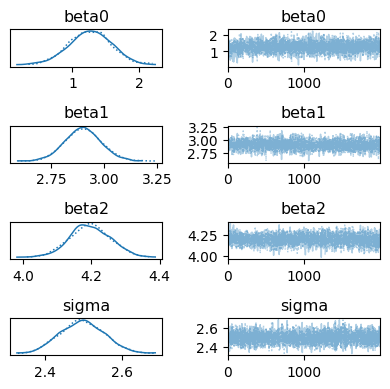 beta0 beta0
2
1
1 2 0 1000
beta1 beta1
3.25
3.00
2.75
2.75 3.00 3.25 0 1000
beta2 beta2
4.25
4.00
4.0 4.2 4.4 0 1000
sigma sigma
2.6
2.4
2.4 2.6 0 1000